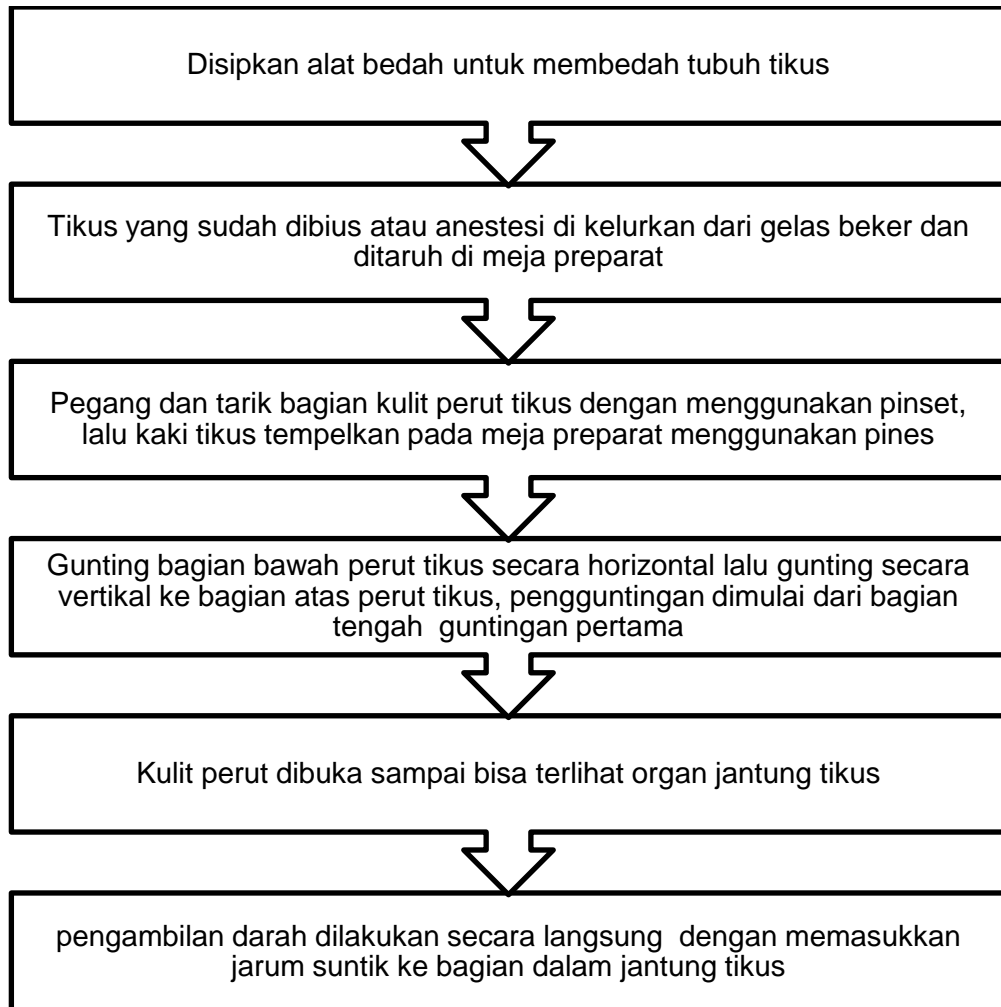 Disipkan alat bedah untuk membedah tubuh tikus
Tikus yang sudah dibius atau anestesi di kelurkan dari gelas beker dan
ditaruh di meja preparat
Pegang dan tarik bagian kulit perut tikus dengan menggunakan pinset,
lalu kaki tikus tempelkan pada meja preparat menggunakan pines
Gunting bagian bawah perut tikus secara horizontal lalu gunting secara
vertikal ke bagian atas perut tikus, pengguntingan dimulai dari bagian
tengah guntingan pertama
Kulit perut dibuka sampai bisa terlihat organ jantung tikus
pengambilan darah dilakukan secara langsung dengan memasukkan
jarum suntik ke bagian dalam jantung tikus